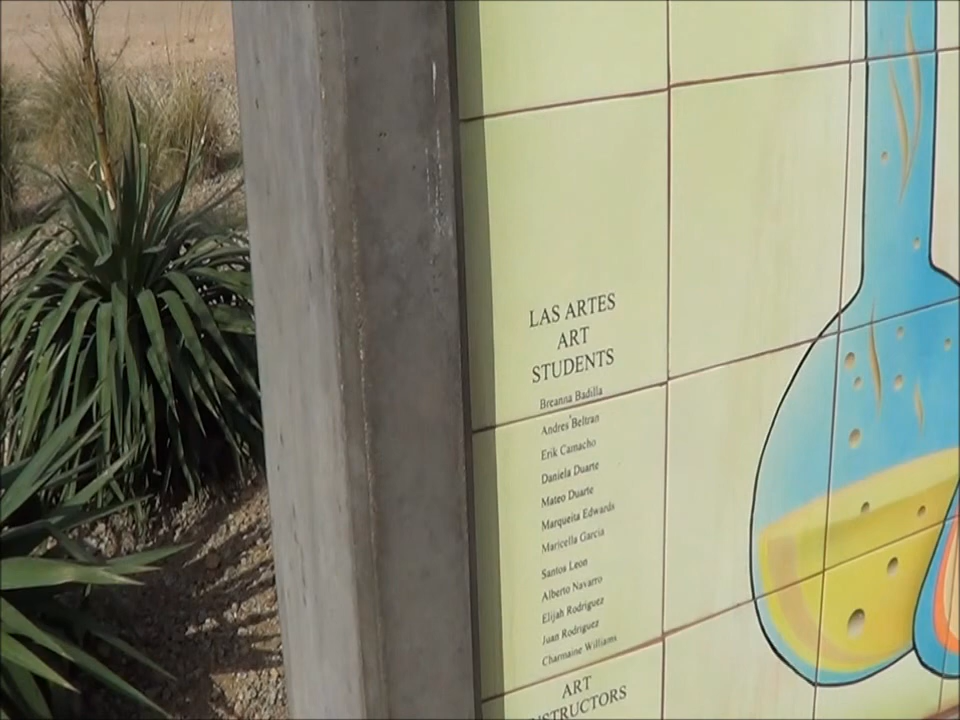 LAS ARTES
ART
STUDENTS
Breanna Badilla
Andres Beltran
Erik Camacho
Daniela Duarte
Mateo Duarte
Marqueita Edwards
Maricella Garcia
Santos Leon
Alberto Navarro
Elijah Rodriguez
Juan Rodriguez
Charmaine Williams
ART
NSTRUCTORS